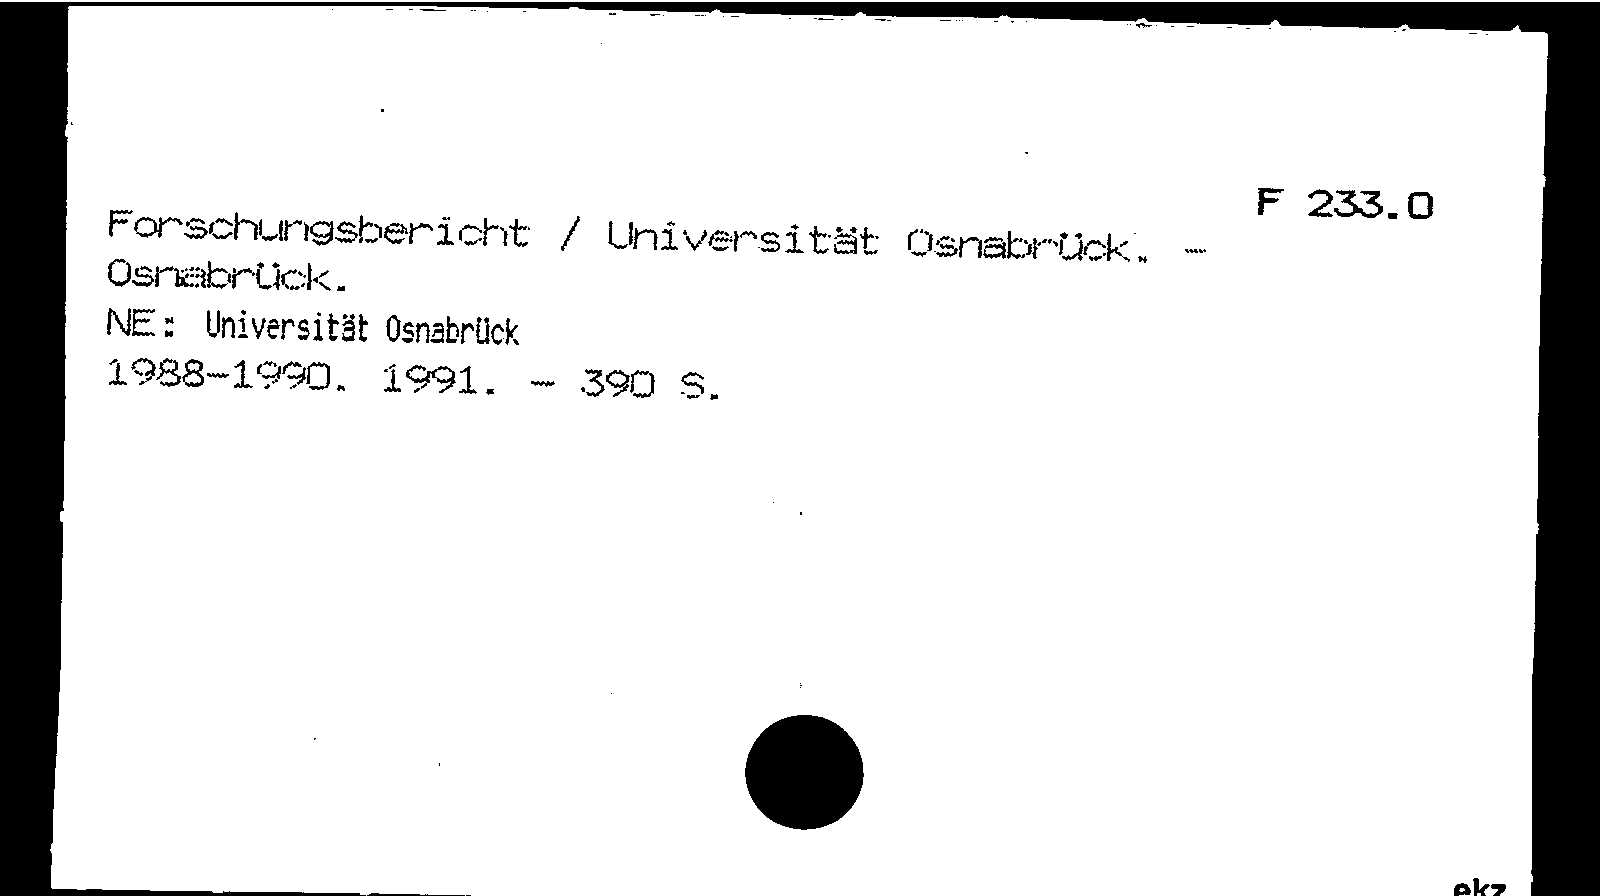 F 233.0
Forschungsbericht / Universität Osnabrück. -
Osnabrück.
NE: Universität Osnabrück
1988-1990. 1991. - 390 S.
ekz